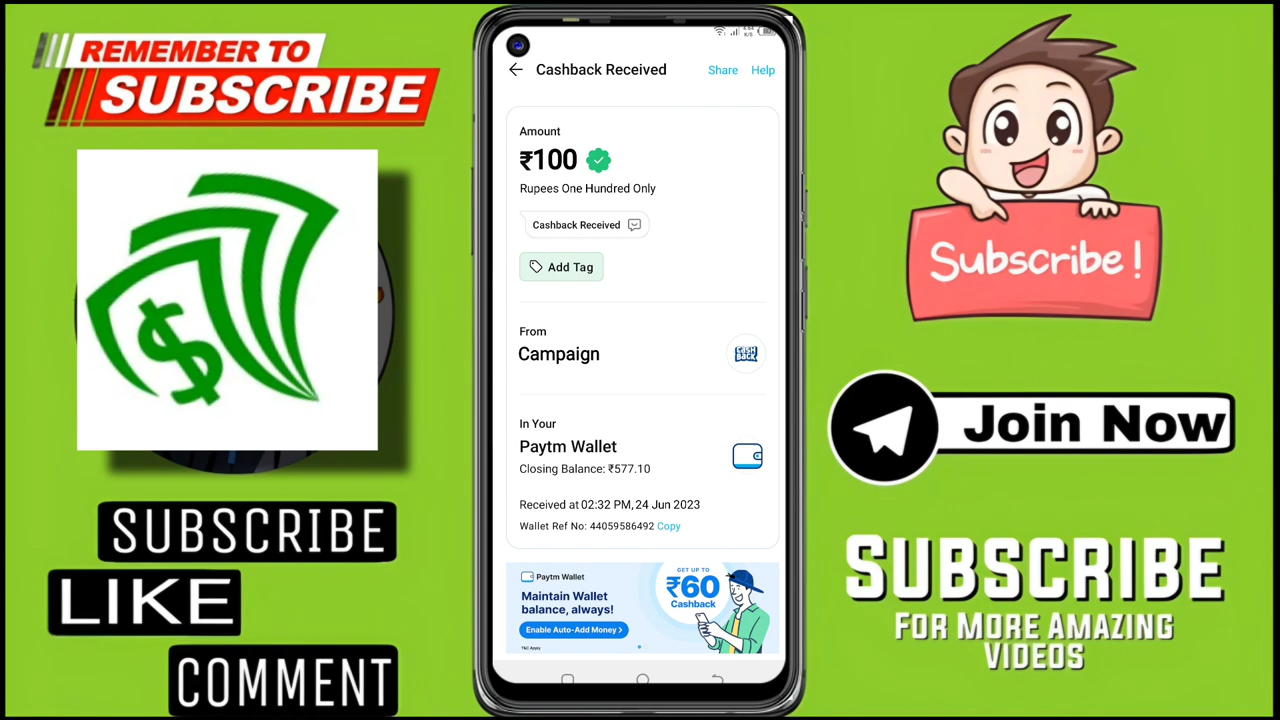 REMEMBER TO
SUBSCRIBE
$
SUBSCRIBE
LIKE
COMMENT
Cashback Received
Share
Help
Amount
₹100
Rupees One Hundred Only
Cashback Received
Add Tag
From
Campaign
CASH
BACK
In Your
Paytm Wallet
Closing Balance: ₹577.10
Received at 02:32 PM, 24 Jun 2023
Wallet Ref No: 44059586492 Copy
Paytm Wallet
Maintain Wallet
balance, always!
Enable Auto-Add Money >
T&C Apply
GET UP TO
₹60
Cashback
Subscribe!
Join Now
SUBSCRIBE
FOR MORE AMAZING
VIDEOS